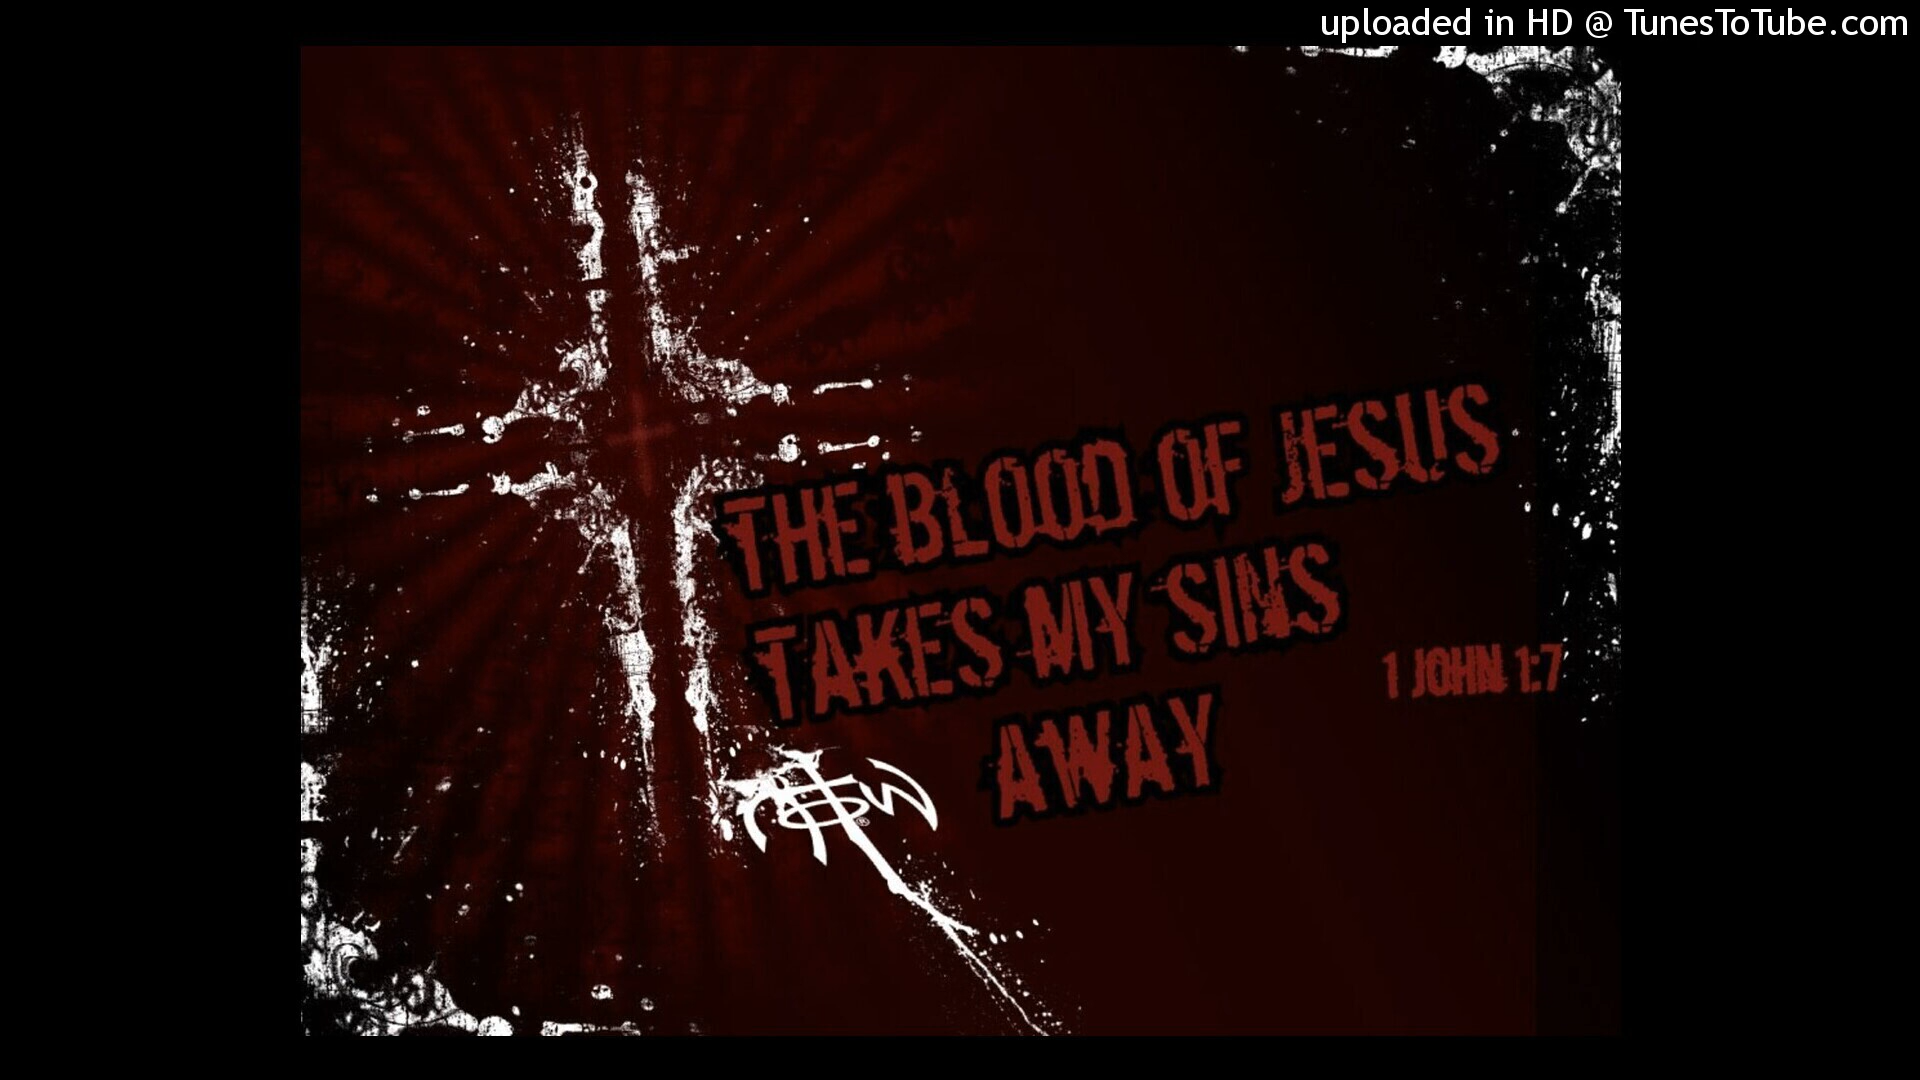 uploaded in HD @ TunesToTube.com
THE BLOOD OF JESUS
TAKES MY SINS
AWAY
1 JOHN 1:7